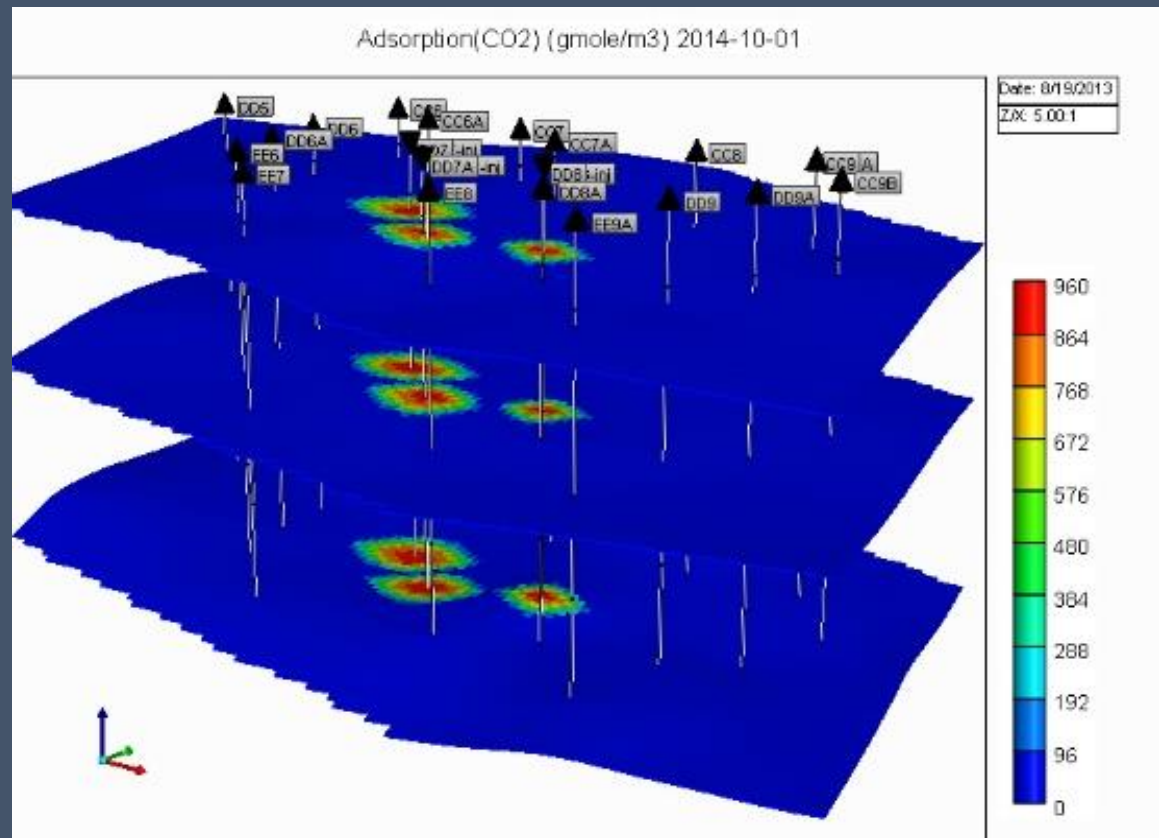 Adsorption(CO2) (gmole/m3) 2014-10-01
Date: 8/19/2013
Z/X: 5.00:1
DD5
CC6A
DD6
CC7
DD6A
CC7A
EE6
-inj
CC8
DD7A -inj
DD8 -inj
CC9 A
EE7
DD8A
CC9B
EE8
DD9
DD9A
EE9A
960
864
768
672
576
480
384
288
192
96
0